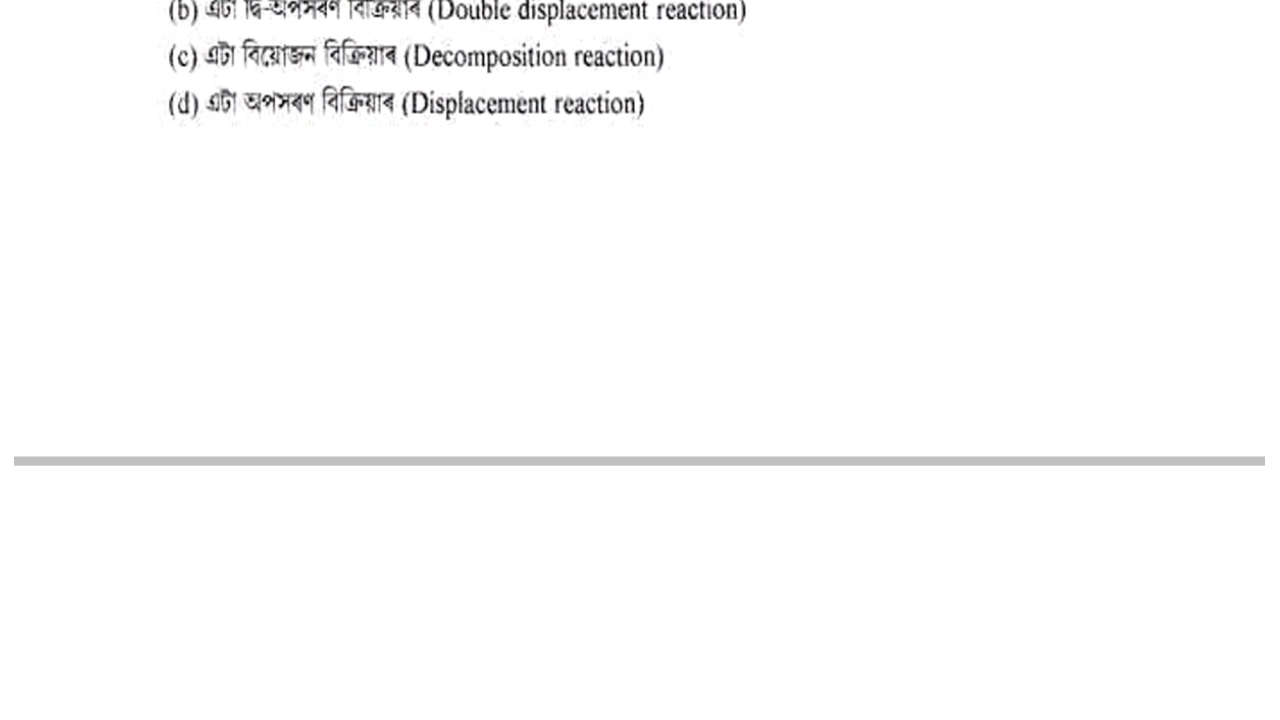 (b) এটা দ্বি-অপসৰণ বিক্ৰিয়াৰ (Double displacement reaction)
(c) এটা বিয়োজন বিক্ৰিয়াৰ (Decomposition reaction)
(d) এটা অপসৰণ বিক্ৰিয়াৰ (Displacement reaction)